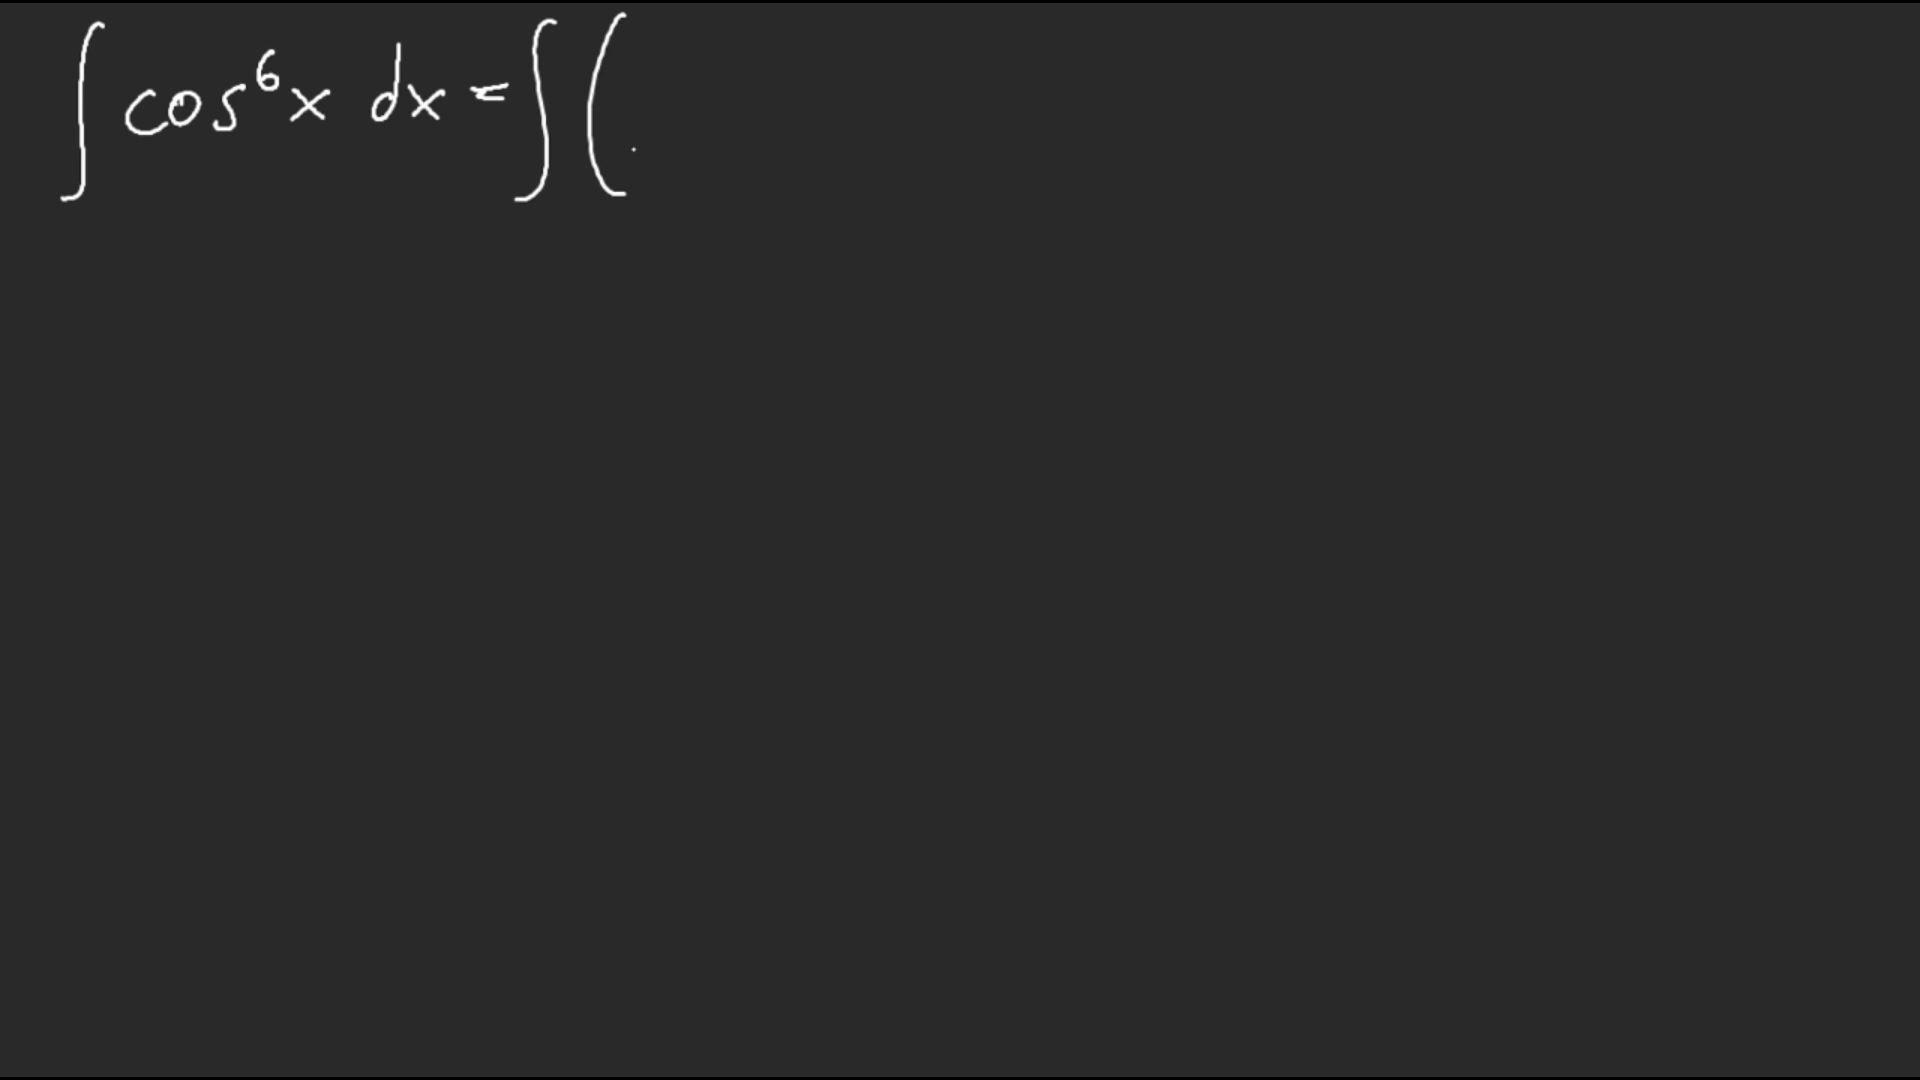 ∫ cos⁶x dx = ∫ (